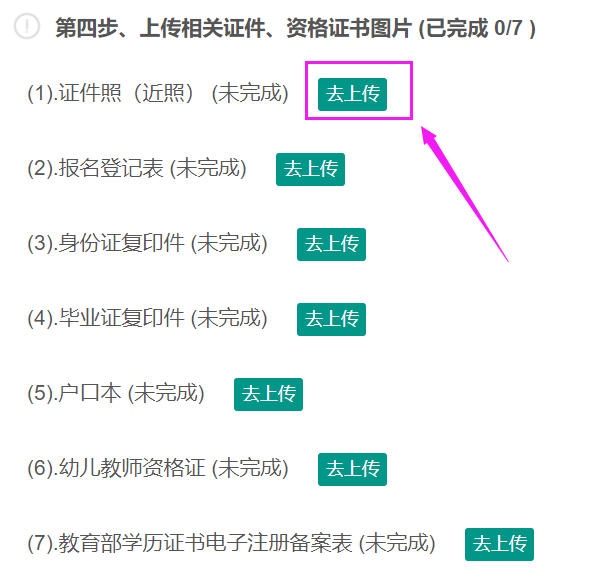 第四步、上传相关证件、资格证书图片 (已完成 0/7 )
(1).证件照（近照） (未完成) 去上传
(2).报名登记表 (未完成) 去上传
(3).身份证复印件 (未完成) 去上传
(4).毕业证复印件 (未完成) 去上传
(5).户口本 (未完成) 去上传
(6).幼儿教师资格证 (未完成) 去上传
(7).教育部学历证书电子注册备案表 (未完成) 去上传